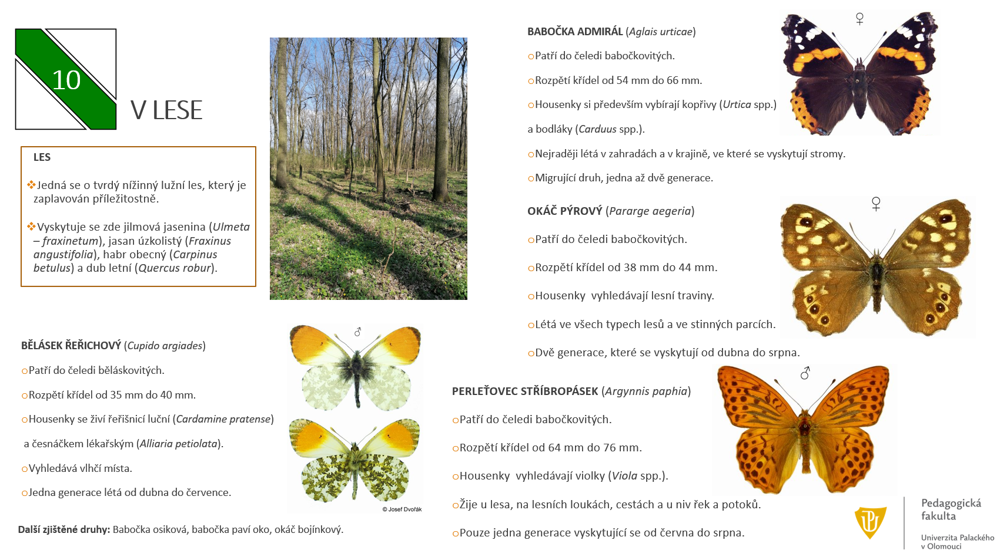 10
V LESE
LES
❖Jedná se o tvrdý nížinný lužní les, který je
zaplavován příležitostně.
❖Vyskytuje se zde jilmová jasenina (Ulmeta
– fraxinetum), jasan úzkolistý (Fraxinus
angustifolia), habr obecný (Carpinus
betulus) a dub letní (Quercus robur).
BĚLÁSEK ŘEŘICHOVÝ (Cupido argiades)
oPatří do čeledi běláskovitých.
oRozpětí křídel od 35 mm do 40 mm.
oHousenky se živí řeřišnicí luční (Cardamine pratense)
a česnáčkem lékařským (Alliaria petiolata).
oVyhledává vlhčí místa.
oJedna generace létá od dubna do července.
♂
© Josef Dvořák
Další zjištěné druhy: Babočka osiková, babočka paví oko, okáč bojínkový.
BABOČKA ADMIRÁL (Aglais urticae)
oPatří do čeledi babočkovitých.
oRozpětí křídel od 54 mm do 66 mm.
oHousenky si především vybírají kopřivy (Urtica spp.)
a bodláky (Carduus spp.).
oNejraději létá v zahradách a v krajině, ve které se vyskytují stromy.
oMigrující druh, jedna až dvě generace.
♀
OKÁČ PÝROVÝ (Pararge aegeria)
oPatří do čeledi babočkovitých.
oRozpětí křídel od 38 mm do 44 mm.
oHousenky  vyhledávají lesní traviny.
oLétá ve všech typech lesů a ve stinných parcích.
oDvě generace, které se vyskytují od dubna do srpna.
♀
PERLEŤOVEC STŘÍBROPÁSEK (Argynnis paphia)
oPatří do čeledi babočkovitých.
oRozpětí křídel od 64 mm do 76 mm.
oHousenky  vyhledávají violky (Viola spp.).
oŽije u lesa, na lesních loukách, cestách a u niv řek a potoků.
oPouze jedna generace vyskytující se od června do srpna.
♂
Pedagogická
fakulta
Univerzita Palackého
v Olomouci